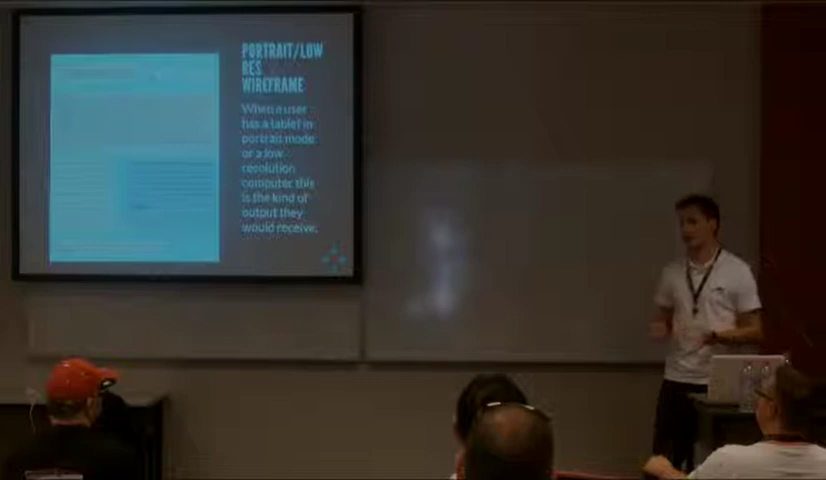 PORTRAIT/LOW
RES
WIREFRAME
When a user
has a tablet in
portrait mode
or a low
resolution
computer this
is the kind of
output they
would receive.